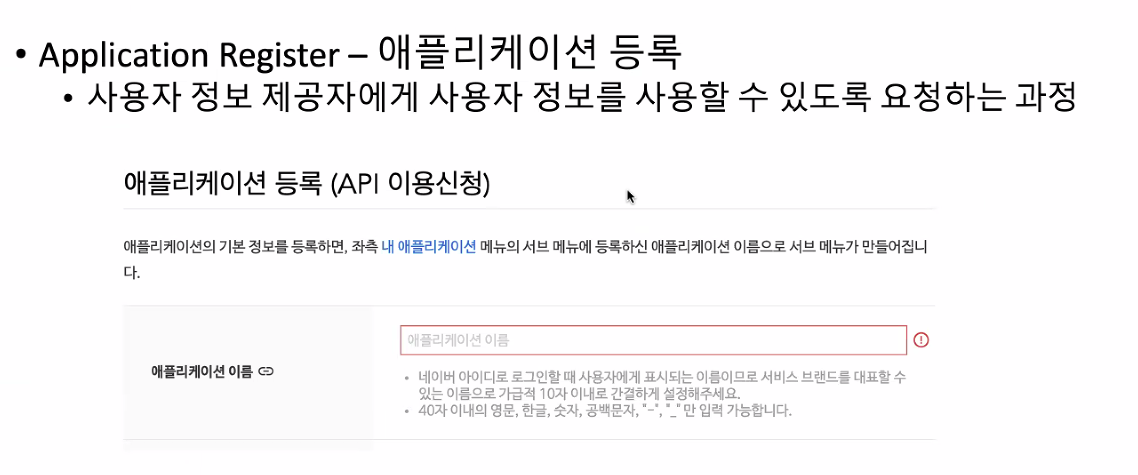 • Application Register – 애플리케이션 등록
• 사용자 정보 제공자에게 사용자 정보를 사용할 수 있도록 요청하는 과정
애플리케이션 등록 (API 이용신청)
애플리케이션의 기본 정보를 등록하면, 좌측 내 애플리케이션 메뉴의 서브 메뉴에 등록하신 애플리케이션 이름으로 서브 메뉴가 만들어집니
다.
애플리케이션 이름
애플리케이션 이름
• 네이버 아이디로 로그인할 때 사용자에게 표시되는 이름이므로 서비스 브랜드를 대표할 수
있는 이름으로 가급적 10자 이내로 간결하게 설정해주세요.
• 40자 이내의 영문, 한글, 숫자, 공백문자, "-", "_" 만 입력 가능합니다.